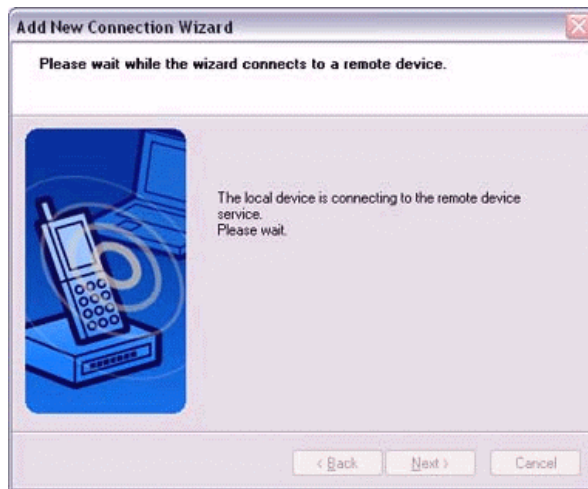 Add New Connection Wizard
Please wait while the wizard connects to a remote device.
The local device is connecting to the remote device
service.
Please wait.
< Back
Next >
Cancel